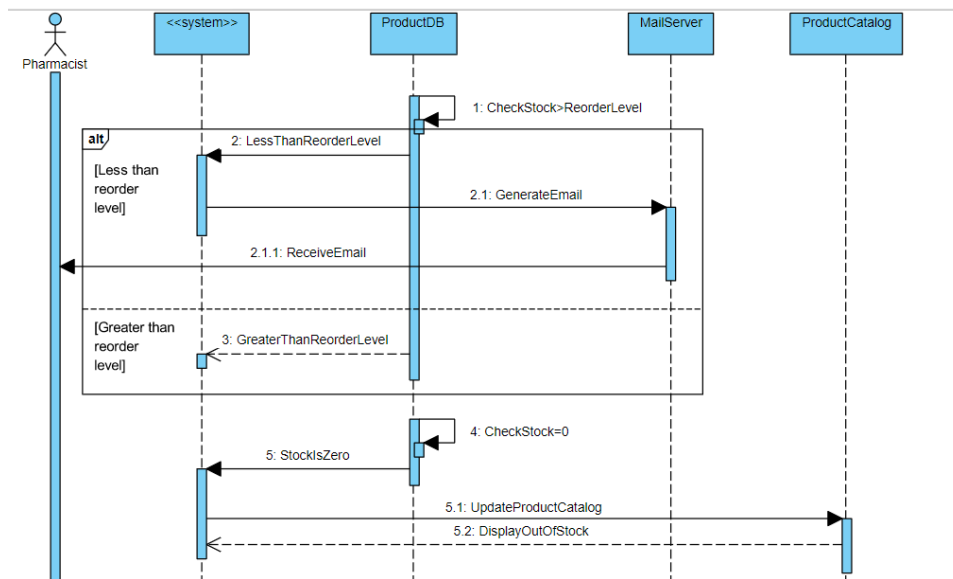 <<system>>
ProductDB
MailServer
ProductCatalog
Pharmacist
1: CheckStock>ReorderLevel
alt
2: LessThanReorderLevel
[Less than
reorder
level]
2.1: GenerateEmail
2.1.1: ReceiveEmail
[Greater than
reorder
level]
3: GreaterThanReorderLevel
4: CheckStock=0
5: StockIsZero
5.1: UpdateProductCatalog
5.2: DisplayOutOfStock